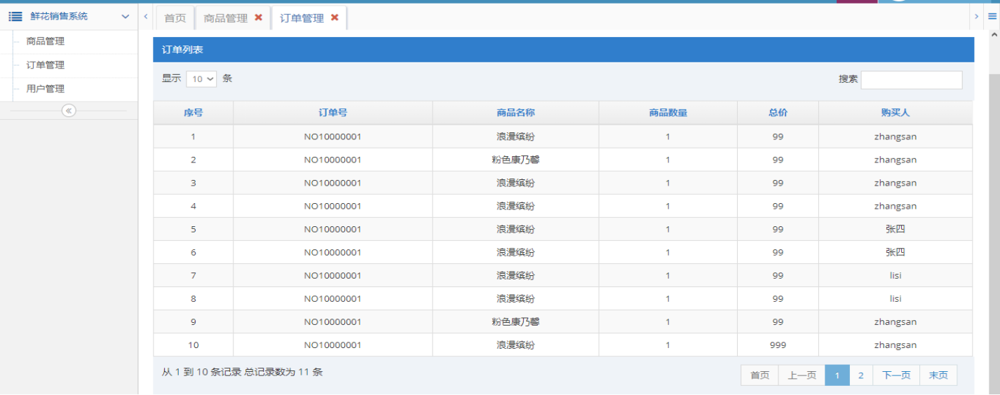 鲜花销售系统
首页 商品管理 订单管理
商品管理
订单管理
用户管理
订单列表
显示 10 条 搜索
序号 订单号 商品名称 商品数量 总价 购买人
1 NO10000001 浪漫缤纷 1 99 zhangsan
2 NO10000001 粉色康乃馨 1 99 zhangsan
3 NO10000001 浪漫缤纷 1 99 zhangsan
4 NO10000001 浪漫缤纷 1 99 zhangsan
5 NO10000001 浪漫缤纷 1 99 张四
6 NO10000001 浪漫缤纷 1 99 张四
7 NO10000001 浪漫缤纷 1 99 lisi
8 NO10000001 浪漫缤纷 1 99 lisi
9 NO10000001 粉色康乃馨 1 99 zhangsan
10 NO10000001 浪漫缤纷 1 999 zhangsan
从 1 到 10 条记录 总记录数为 11 条
首页 上一页 1 2 下一页 末页